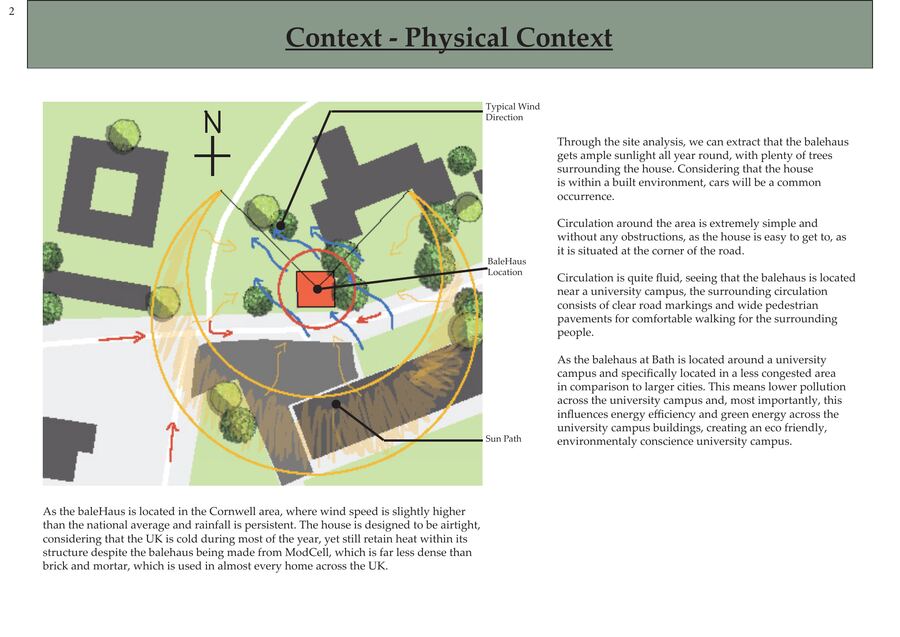 2
Context - Physical Context
N
Typical Wind
Direction
BaleHaus
Location
Sun Path
Through the site analysis, we can extract that the balehaus
gets ample sunlight all year round, with plenty of trees
surrounding the house. Considering that the house
is within a built environment, cars will be a common
occurrence.
Circulation around the area is extremely simple and
without any obstructions, as the house is easy to get to, as
it is situated at the corner of the road.
Circulation is quite fluid, seeing that the balehaus is located
near a university campus, the surrounding circulation
consists of clear road markings and wide pedestrian
pavements for comfortable walking for the surrounding
people.
As the balehaus at Bath is located around a university
campus and specifically located in a less congested area
in comparison to larger cities. This means lower pollution
across the university campus and, most importantly, this
influences energy efficiency and green energy across the
university campus buildings, creating an eco friendly,
environmentaly conscience university campus.
As the baleHaus is located in the Cornwell area, where wind speed is slightly higher
than the national average and rainfall is persistent. The house is designed to be airtight,
considering that the UK is cold during most of the year, yet still retain heat within its
structure despite the balehaus being made from ModCell, which is far less dense than
brick and mortar, which is used in almost every home across the UK.